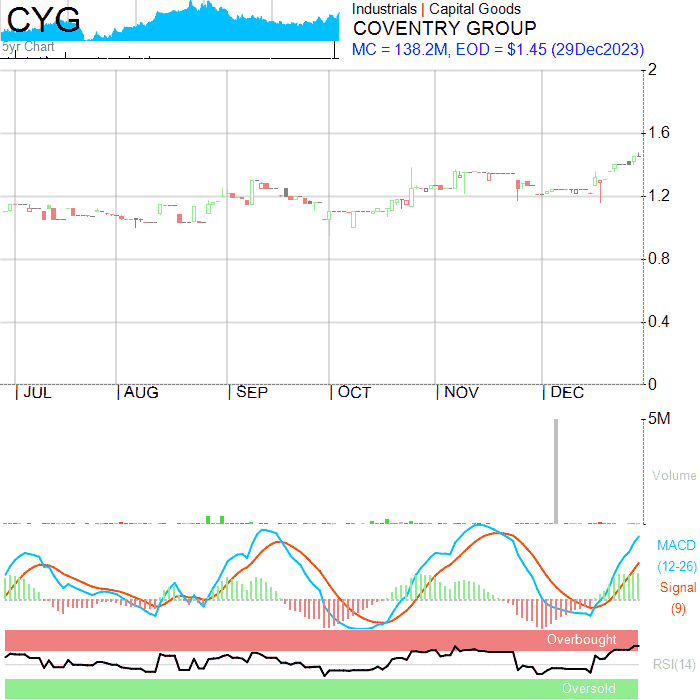 CYG
5yr Chart
Industrials | Capital Goods
COVENTRY GROUP
MC = 138.2M, EOD = $1.45 (29Dec2023)
2
1.6
1.2
0.8
0.4
0
JUL AUG SEP OCT NOV DEC
5M
Volume
MACD
(12-26)
Signal
(9)
Overbought
RSI(14)
Oversold